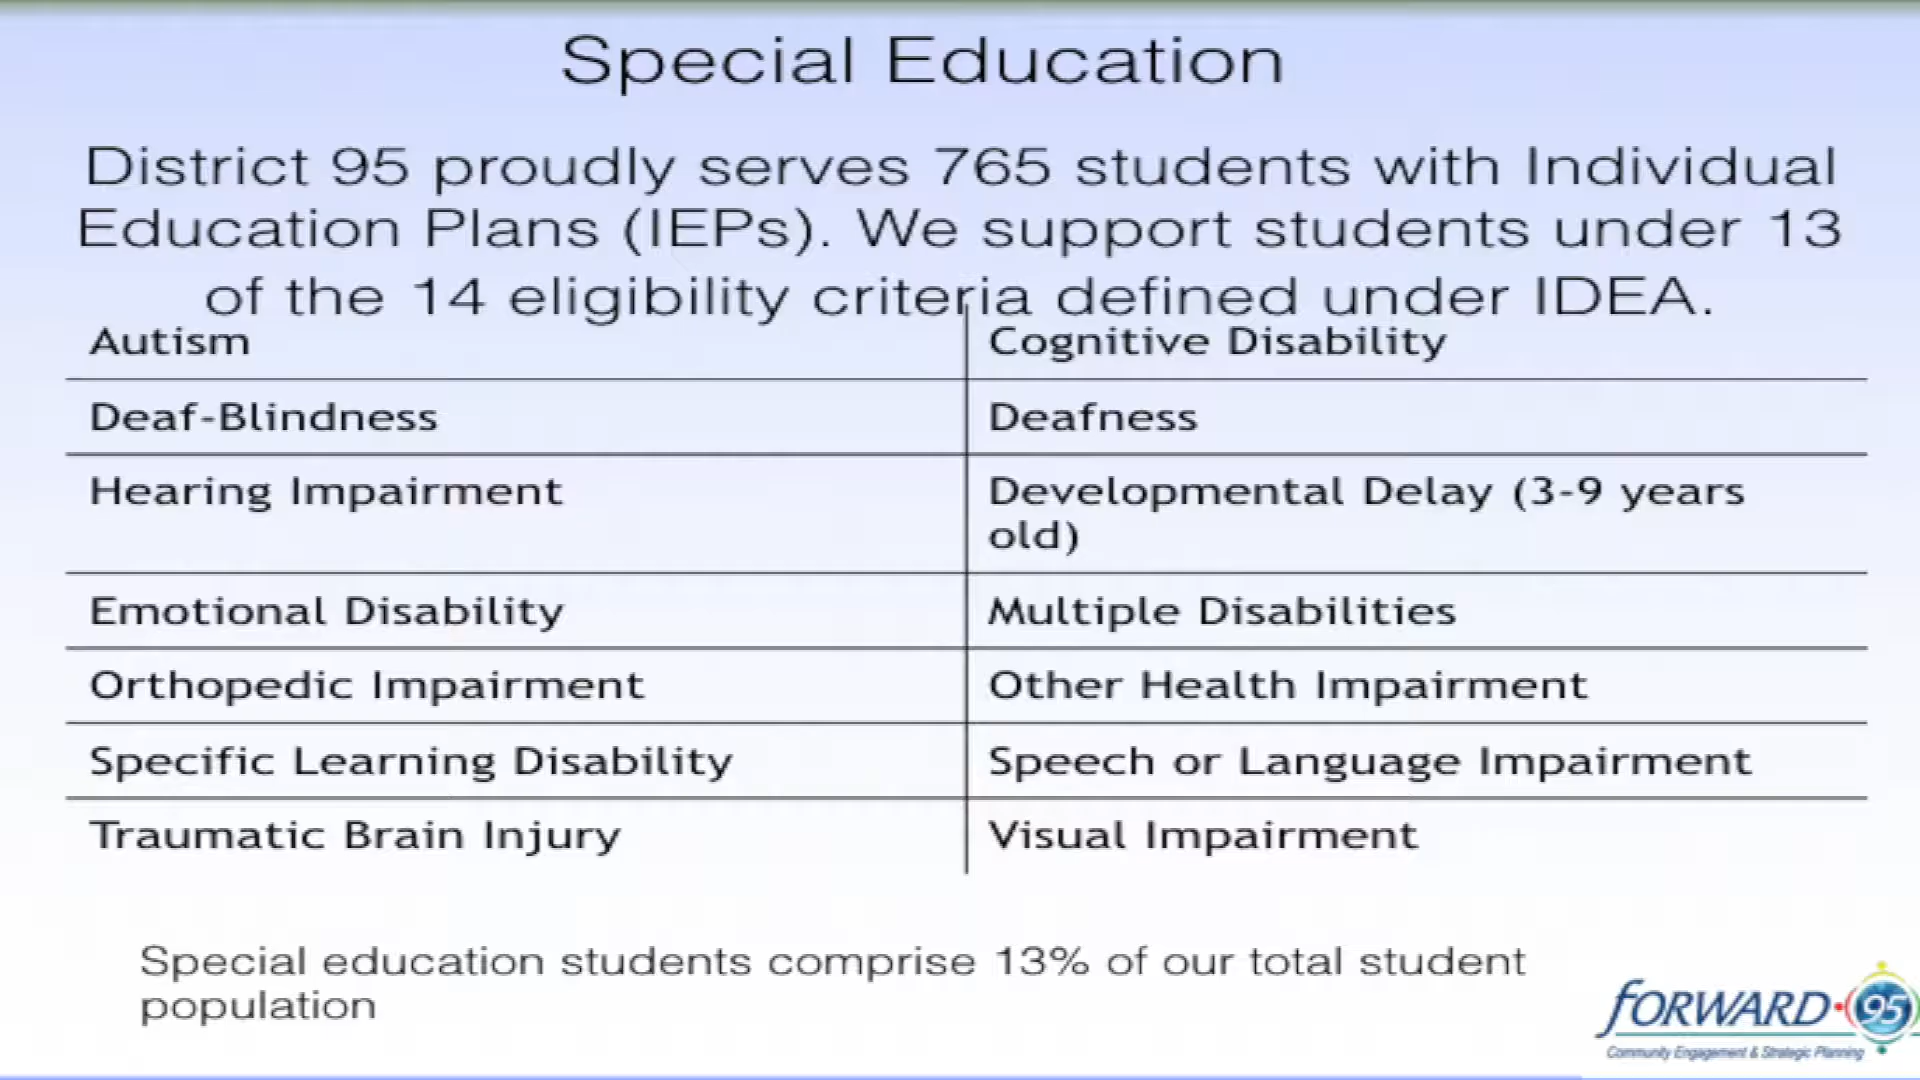 Special Education
District 95 proudly serves 765 students with Individual
Education Plans (IEPs). We support students under 13
of the 14 eligibility criteria defined under IDEA.
Autism
Cognitive Disability
Deaf-Blindness
Deafness
Hearing Impairment
Developmental Delay (3-9 years
old)
Emotional Disability
Multiple Disabilities
Orthopedic Impairment
Other Health Impairment
Specific Learning Disability
Speech or Language Impairment
Traumatic Brain Injury
Visual Impairment
Special education students comprise 13% of our total student
population
FORWARD 95
Community Engagement & Strategic Planning